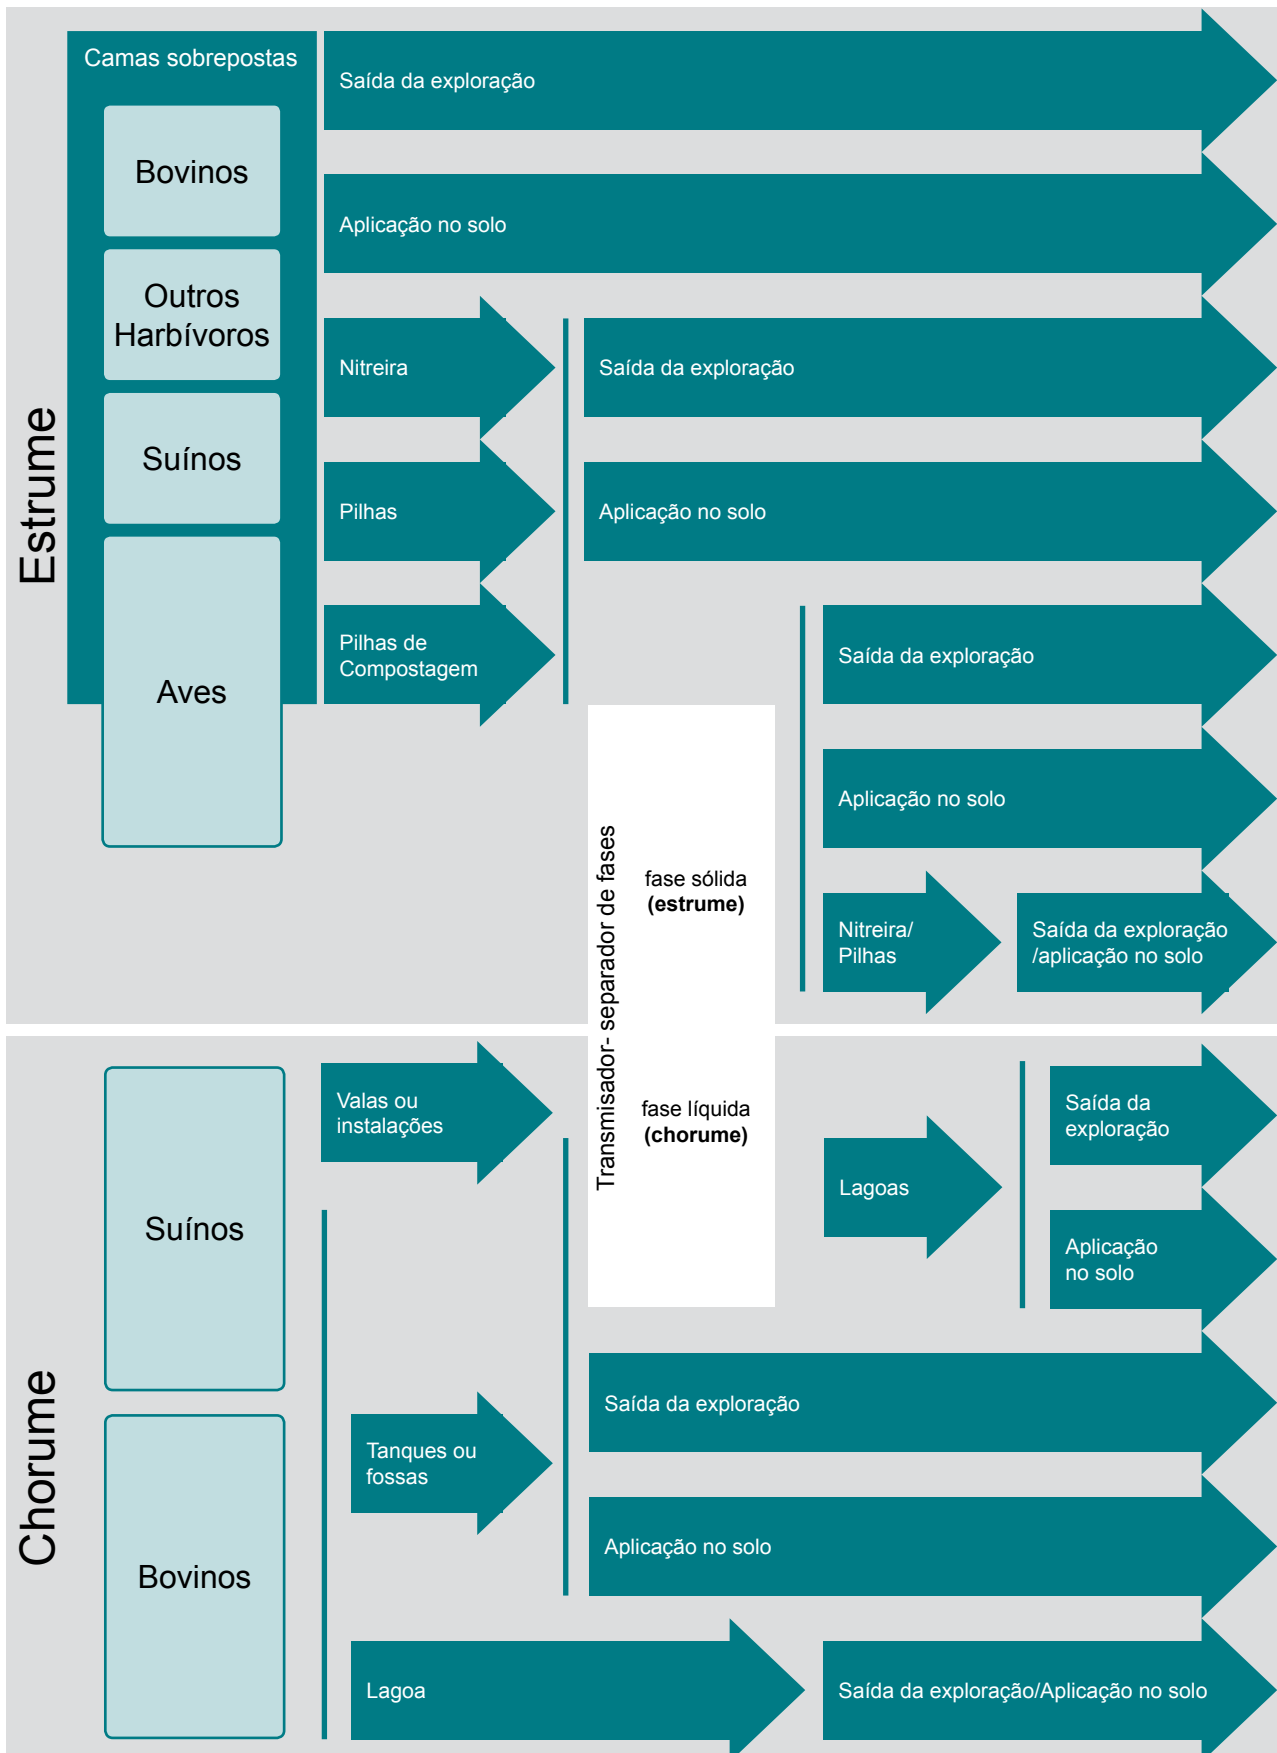 Estrume
Camas sobrepostas
Bovinos
Outros
Harbívoros
Suínos
Aves
Saída da exploração
Aplicação no solo
Nitreira
Pilhas
Pilhas de
Compostagem
Saída da exploração
Aplicação no solo
Transmisador- separador de fases
fase sólida
(estrume)
fase líquida
(chorume)
Saída da exploração
Aplicação no solo
Nitreira/
Pilhas
Saída da exploração
/aplicação no solo
Chorume
Suínos
Bovinos
Valas ou
instalações
Tanques ou
fossas
Lagoa
Lagoas
Saída da
exploração
Aplicação
no solo
Saída da exploração
Aplicação no solo
Saída da exploração/Aplicação no solo